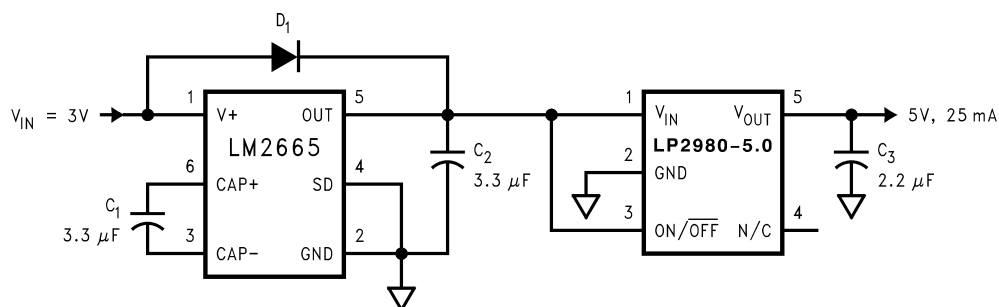 D1
VIN = 3V
1
V+
OUT
5
LM2665
6
CAP+
SD
4
C1
3.3 μF
3
CAP-
GND
2
C2
3.3 μF
1
VIN
VOUT
5
LP2980-5.0
2
GND
3
ON/OFF
N/C
4
5V, 25 mA
C3
2.2 μF